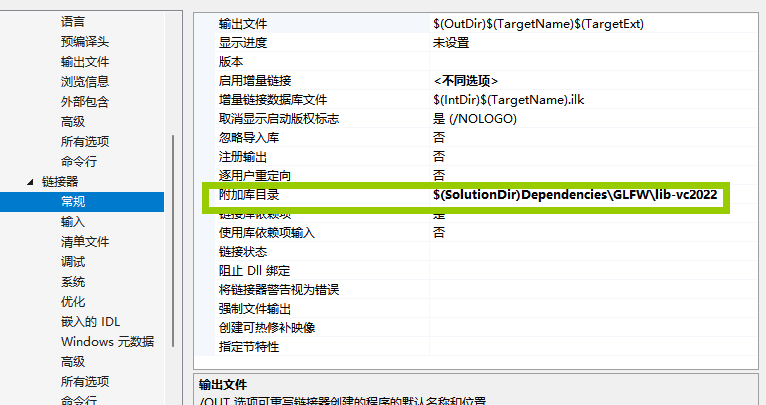 语言
预编译头
输出文件
浏览信息
外部包含
高级
所有选项
命令行
链接器
常规
输入
清单文件
调试
系统
优化
嵌入的 IDL
Windows 元数据
高级
所有选项
命令行
输出文件 $(OutDir)$(TargetName)$(TargetExt)
显示进度 未设置
版本
启用增量链接 <不同选项>
增量链接数据库文件 $(IntDir)$(TargetName).ilk
取消显示启动版权标志 是 (/NOLOGO)
忽略导入库 否
注册输出 否
逐用户重定向 否
附加库目录 $(SolutionDir)Dependencies\GLFW\lib-vc2022
链接库依赖项 是
使用库依赖项输入 否
链接状态
阻止 Dll 绑定
将链接器警告视为错误
强制文件输出
创建可热修补映像
指定节特性
输出文件
/OUT 选项可重写链接器创建的程序的默认名称和位置